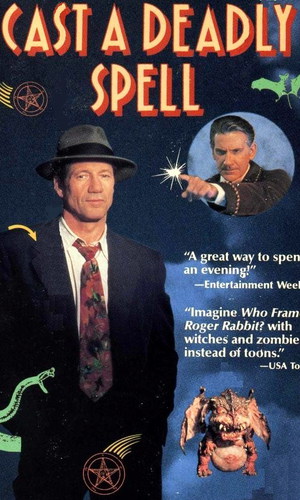 CAST A DEADLY
SPELL
"A great way to spen
an evening!"
—Entertainment Week
"Imagine Who Fram
Roger Rabbit? with
witches and zombie
instead of toons."
—USA To